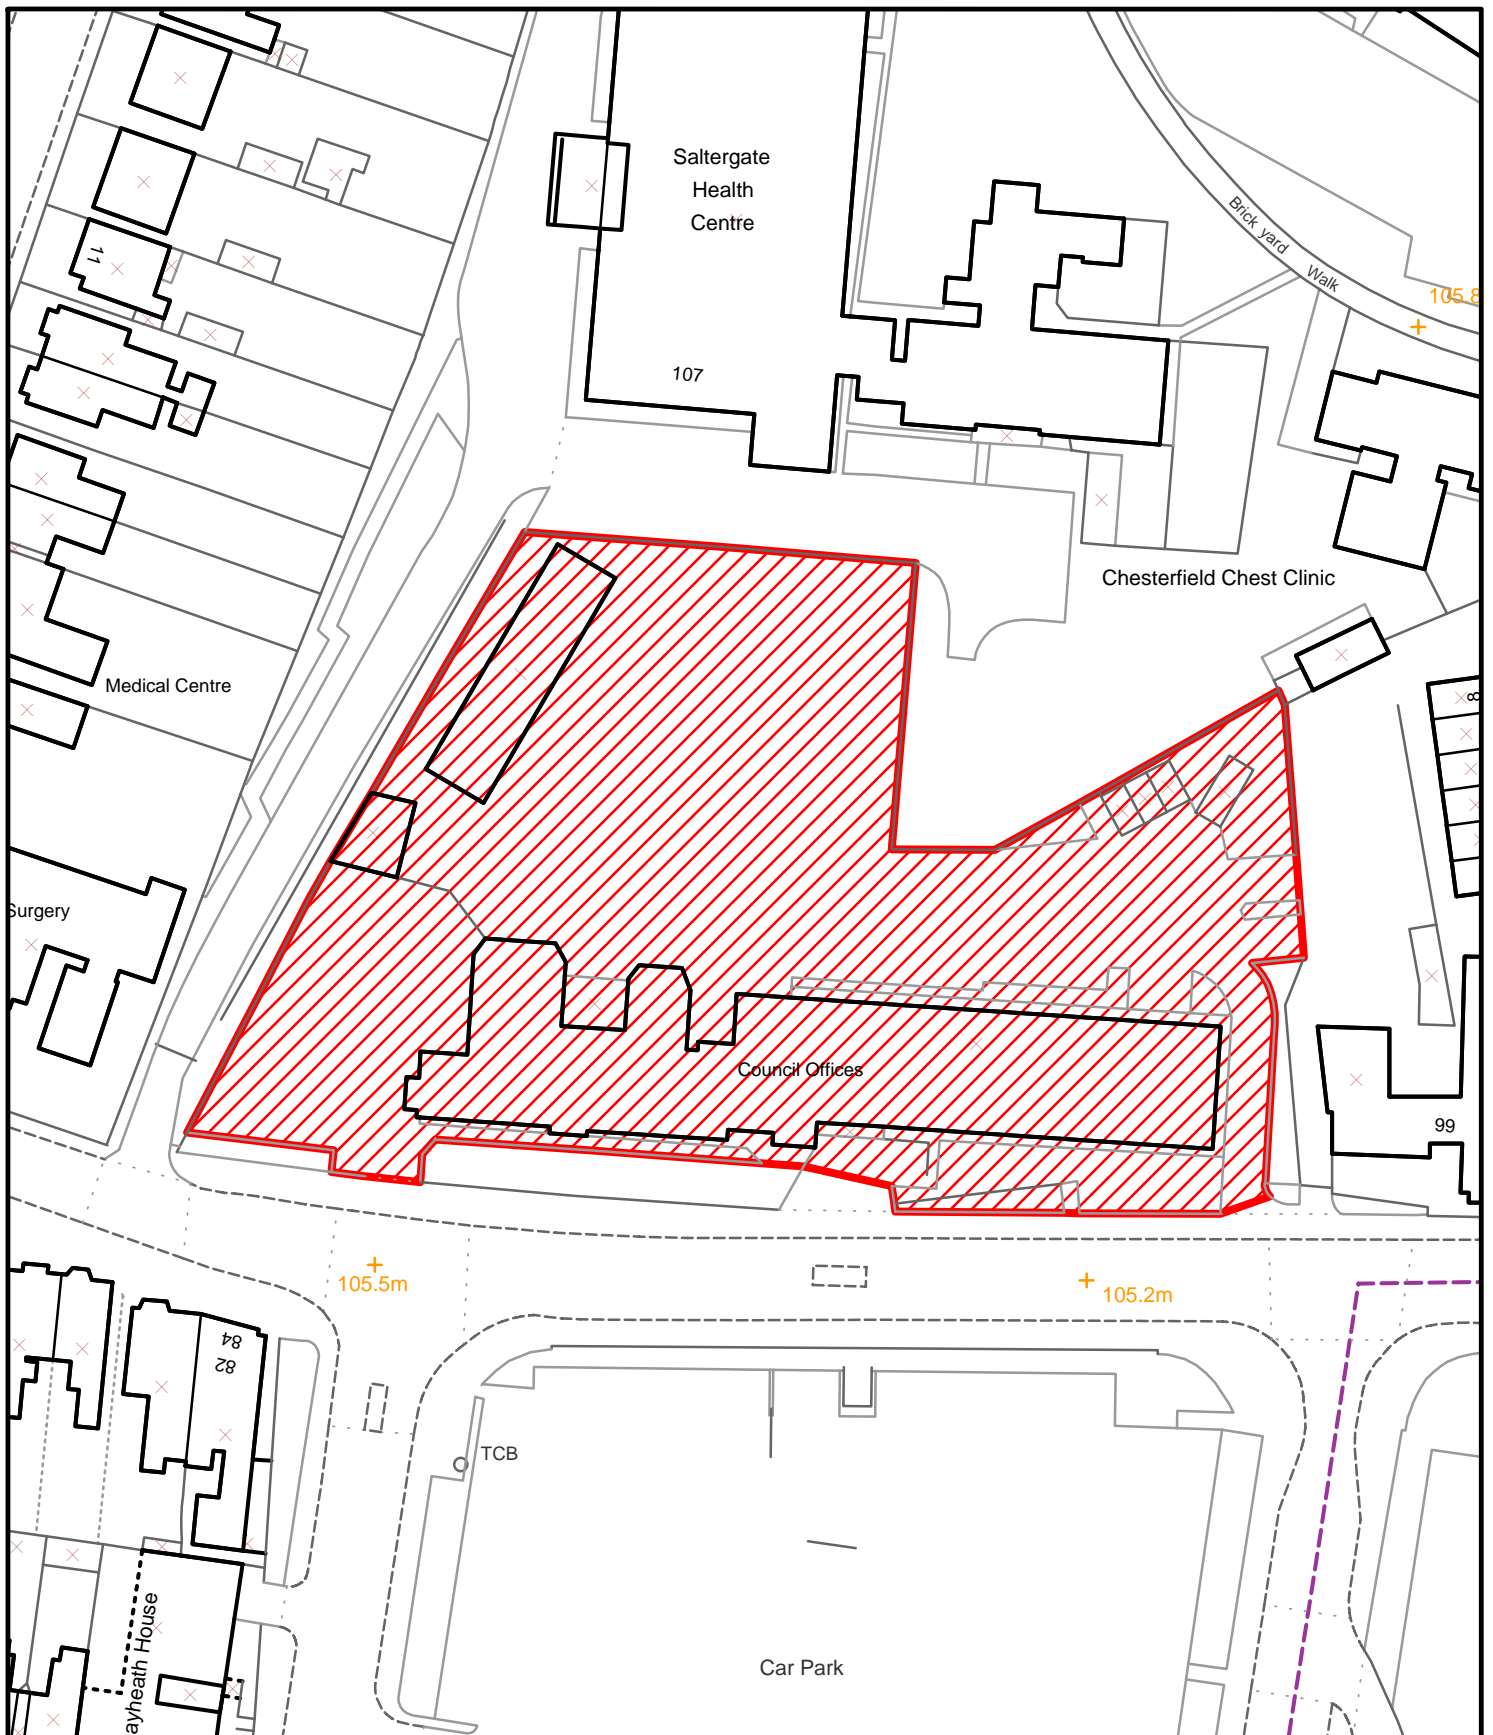 Saltergate
Health
Centre
11
Brick yard
Walk
105.8
107
Chesterfield Chest Clinic
Medical Centre
8
Surgery
Council Offices
99
105.5m
105.2m
84
82
TCB
Car Park
ayheath House